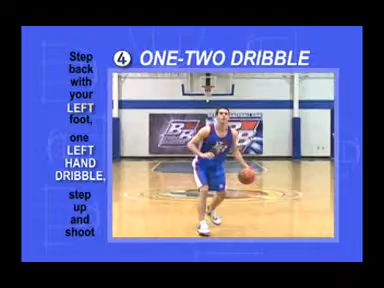 4 ONE-TWO DRIBBLE
Step
back
with
your
LEFT
foot,
one
LEFT
HAND
DRIBBLE,
step
up
and
shoot